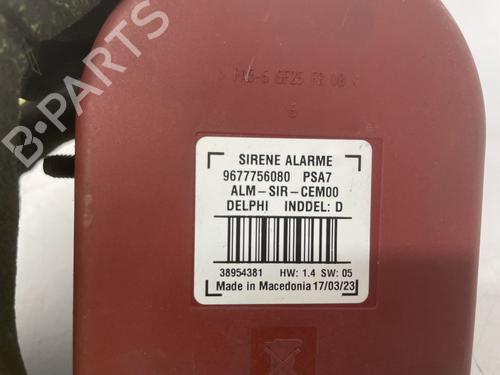 SIRENE ALARME
9677756080 PSA7
ALM-SIR-CEM00
DELPHI INDDEL: D
38954381 HW: 1.4 SW: 05
Made in Macedonia 17/03/23
B-PARTS